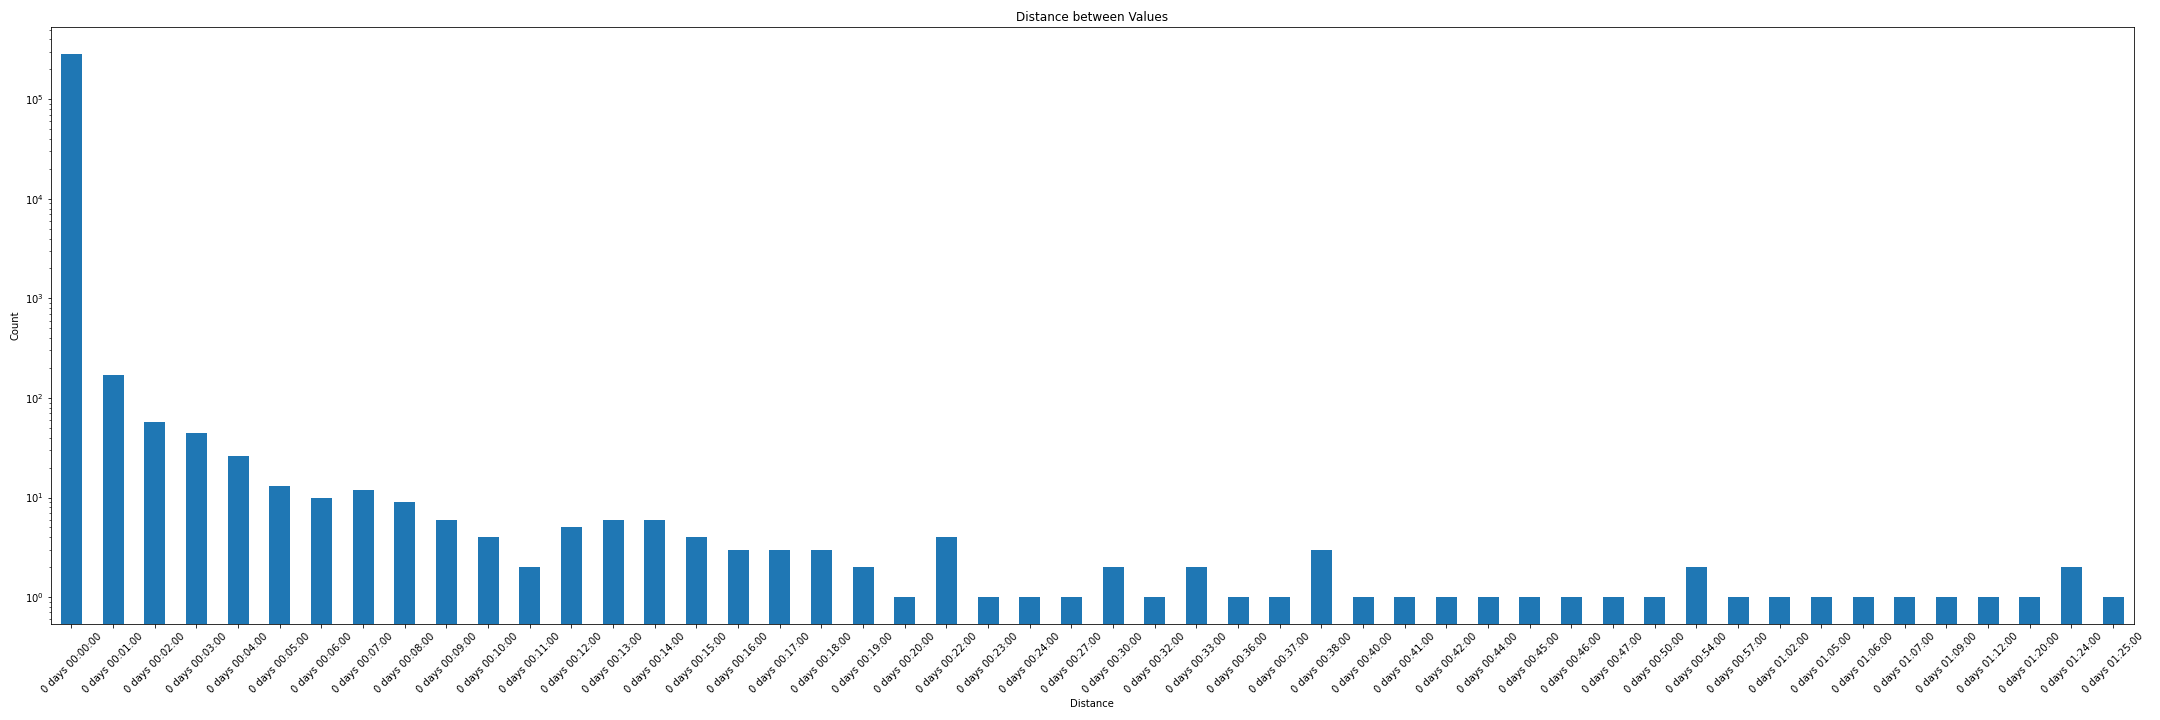 Distance between Values
Count
10^5
10^4
10^3
10^2
10^1
10^0
0 days 00:00:00
0 days 00:01:00
0 days 00:02:00
0 days 00:03:00
0 days 00:04:00
0 days 00:05:00
0 days 00:06:00
0 days 00:07:00
0 days 00:08:00
0 days 00:09:00
0 days 00:10:00
0 days 00:11:00
0 days 00:12:00
0 days 00:13:00
0 days 00:14:00
0 days 00:15:00
0 days 00:16:00
0 days 00:17:00
0 days 00:18:00
0 days 00:19:00
0 days 00:20:00
0 days 00:22:00
0 days 00:23:00
0 days 00:24:00
0 days 00:27:00
0 days 00:30:00
0 days 00:32:00
0 days 00:33:00
0 days 00:36:00
0 days 00:37:00
0 days 00:38:00
0 days 00:40:00
0 days 00:41:00
0 days 00:42:00
0 days 00:44:00
0 days 00:45:00
0 days 00:46:00
0 days 00:47:00
0 days 00:50:00
0 days 00:54:00
0 days 00:57:00
0 days 01:02:00
0 days 01:05:00
0 days 01:06:00
0 days 01:07:00
0 days 01:09:00
0 days 01:12:00
0 days 01:20:00
0 days 01:24:00
0 days 01:25:00
Distance